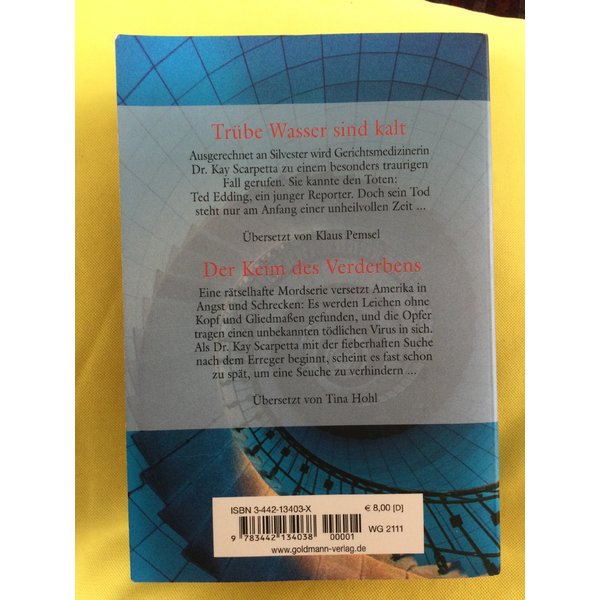 Trübe Wasser sind kalt
Ausgerechnet an Silvester wird Gerichtsmedizinerin
Dr. Kay Scarpetta zu einem besonders traurigen
Fall gerufen. Sie kannte den Toten:
Ted Edding, ein junger Reporter. Doch sein Tod
steht nur am Anfang einer unheilvollen Zeit ...
Übersetzt von Klaus Pemsel
Der Keim des Verderbens
Eine rätselhafte Mordserie versetzt Amerika in
Angst und Schrecken: Es werden Leichen ohne
Kopf und Gliedmaßen gefunden, und die Opfer
tragen einen unbekannten tödlichen Virus in sich.
Als Dr. Kay Scarpetta mit der fieberhaften Suche
nach dem Erreger beginnt, scheint es fast schon
zu spät, um eine Seuche zu verhindern ...
Übersetzt von Tina Hohl
ISBN 3-442-13403-X
€ 8,00 [D]
00001
WG 2111
9 783442 134038
www.goldmann-verlag.de